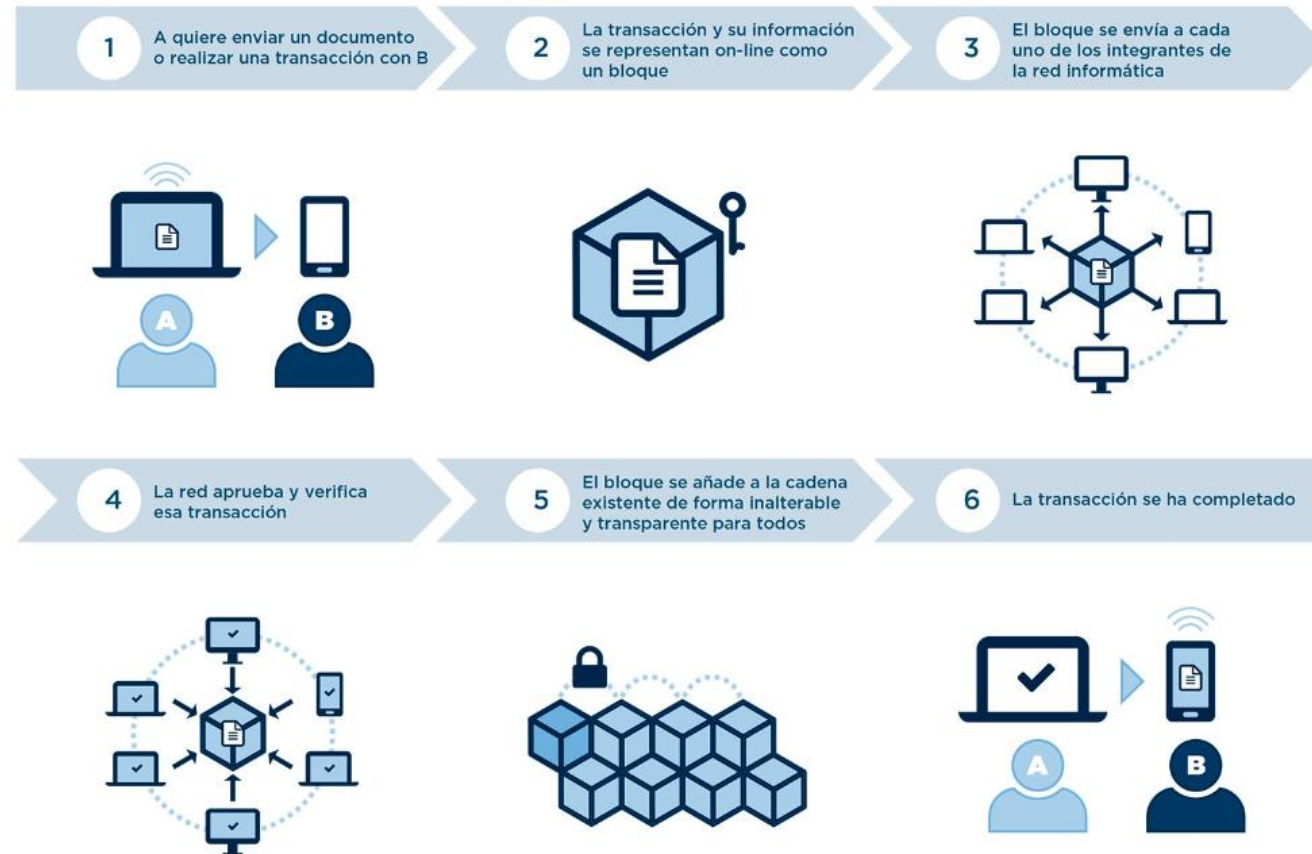 1
A quiere enviar un documento
o realizar una transacción con B
2
La transacción y su información
se representan on-line como
un bloque
3
El bloque se envía a cada
uno de los integrantes de
la red informática
A
B
4
La red aprueba y verifica
esa transacción
5
El bloque se añade a la cadena
existente de forma inalterable
y transparente para todos
6
La transacción se ha completado
A
B